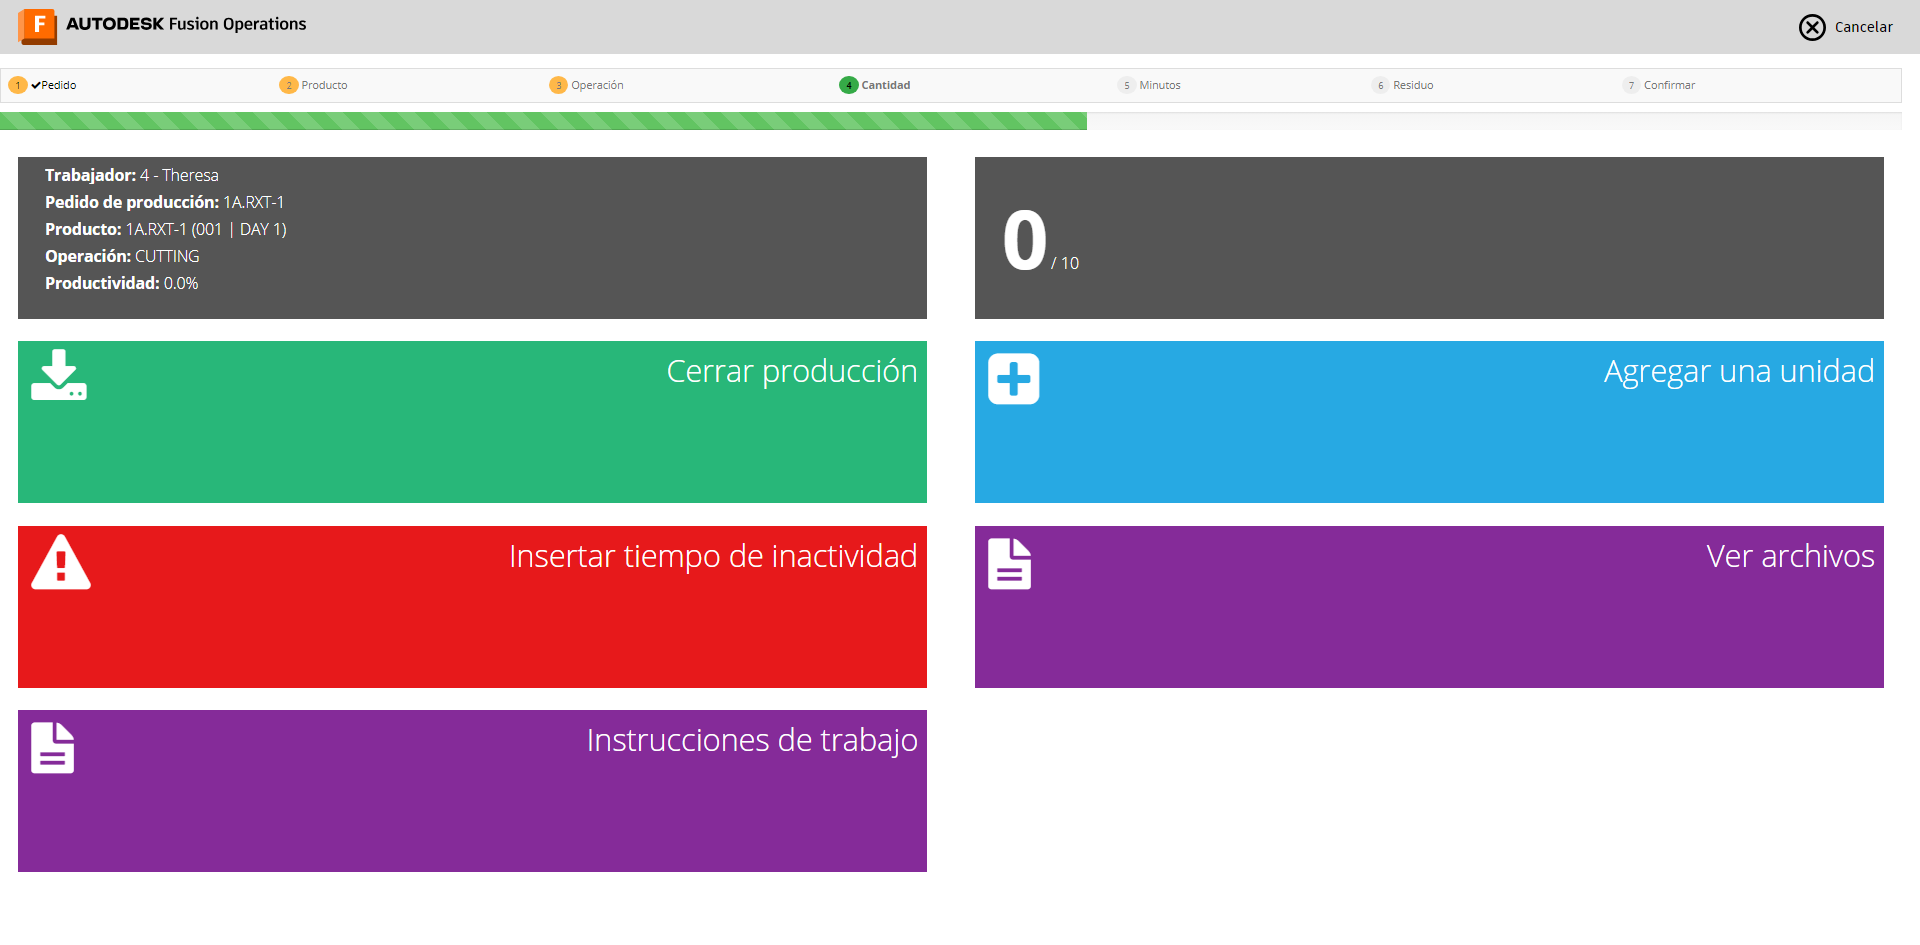 F AUTODESK Fusion Operations
Cancelar
1 Pedido
2 Producto
3 Operación
4 Cantidad
5 Minutos
6 Residuo
7 Confirmar
Trabajador: 4 - Theresa
Pedido de producción: 1A.RXT-1
Producto: 1A.RXT-1 (001 | DAY 1)
Operación: CUTTING
Productividad: 0.0%
0 / 10
Cerrar producción
Agregar una unidad
Insertar tiempo de inactividad
Ver archivos
Instrucciones de trabajo